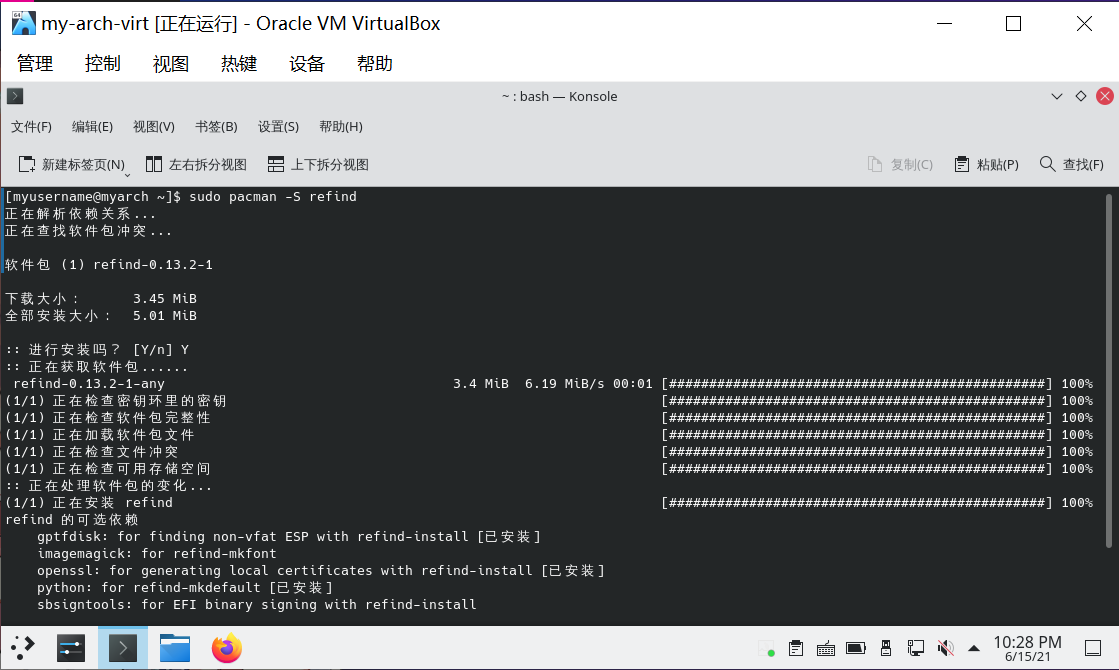 my-arch-virt [正在运行] - Oracle VM VirtualBox
管理 控制 视图 热键 设备 帮助
~ : bash — Konsole
文件(F) 编辑(E) 视图(V) 书签(B) 设置(S) 帮助(H)
新建标签页(N) 左右拆分视图 上下拆分视图 复制(C) 粘贴(P) 查找(F)
[myusername@myarch ~]$ sudo pacman -S refind
正在解析依赖关系...
正在查找软件包冲突...
软件包 (1) refind-0.13.2-1
下载大小： 3.45 MiB
全部安装大小： 5.01 MiB
:: 进行安装吗？ [Y/n] Y
:: 正在获取软件包......
refind-0.13.2-1-any 3.4 MiB 6.19 MiB/s 00:01 [###############################################] 100%
(1/1) 正在检查密钥环里的密钥 [###############################################] 100%
(1/1) 正在检查软件包完整性 [###############################################] 100%
(1/1) 正在加载软件包文件 [###############################################] 100%
(1/1) 正在检查文件冲突 [###############################################] 100%
(1/1) 正在检查可用存储空间 [###############################################] 100%
:: 正在处理软件包的变化...
(1/1) 正在安装 refind [###############################################] 100%
refind 的可选依赖
gptfdisk: for finding non-vfat ESP with refind-install [已安装]
imagemagick: for refind-mkfont
openssl: for generating local certificates with refind-install [已安装]
python: for refind-mkdefault [已安装]
sbsigntools: for EFI binary signing with refind-install
10:28 PM
6/15/21